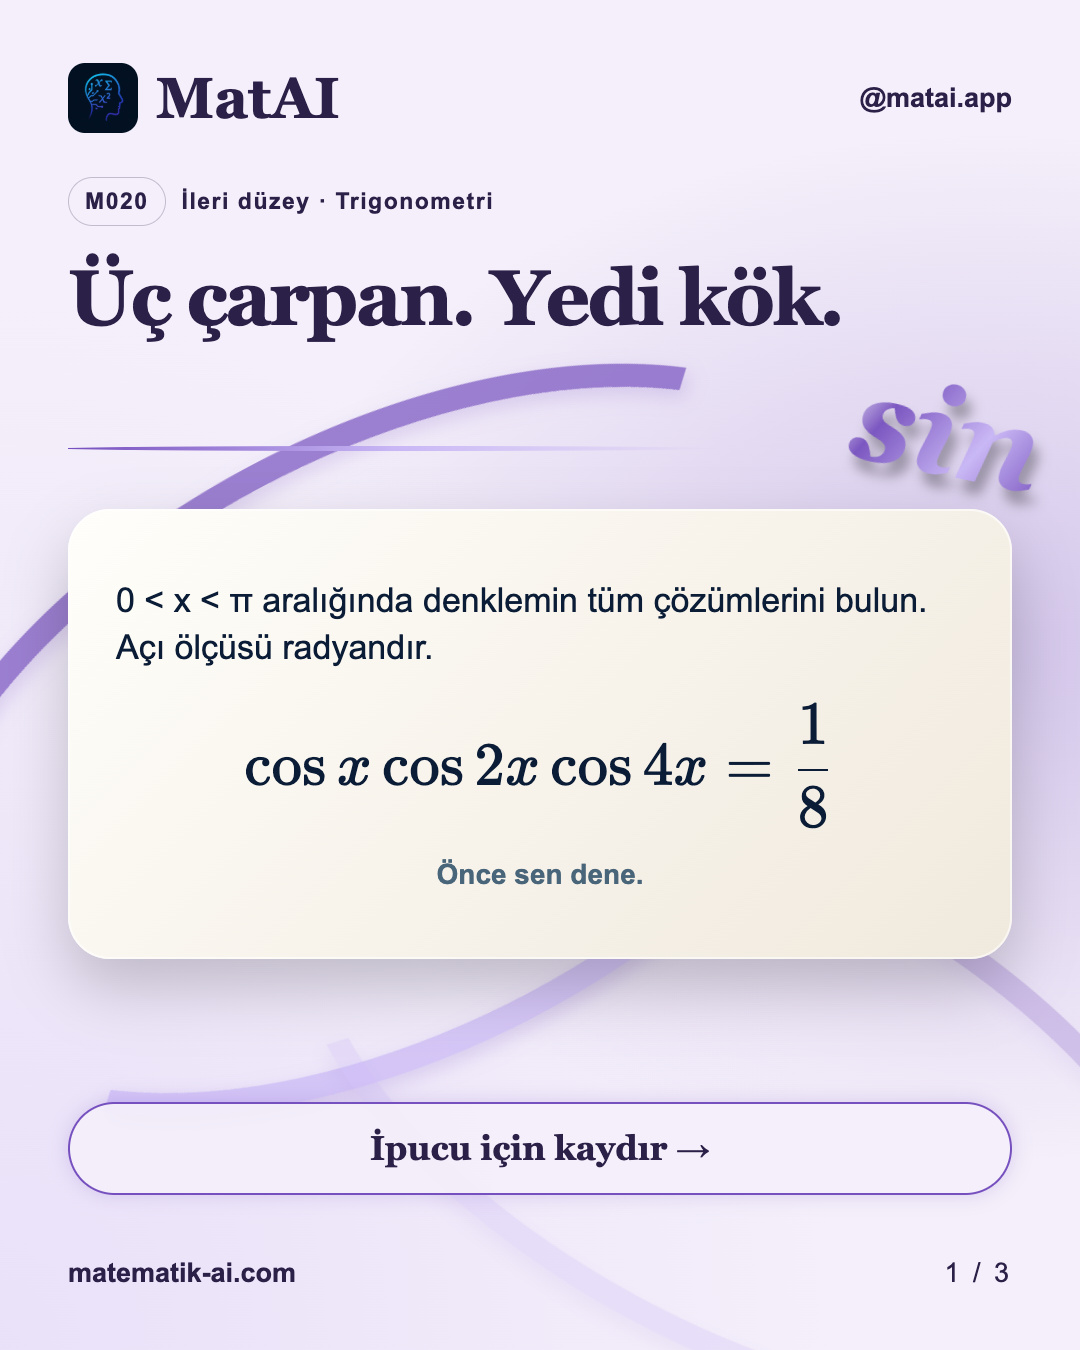 MatAI
@matai.app
M020 İleri düzey · Trigonometri
Üç çarpan. Yedi kök.
sin
0 < x < π aralığında denklemin tüm çözümlerini bulun.
Açı ölçüsü radyandır.
cos x cos 2x cos 4x = 1/8
Önce sen dene.
İpucu için kaydır →
matematik-ai.com
1 / 3